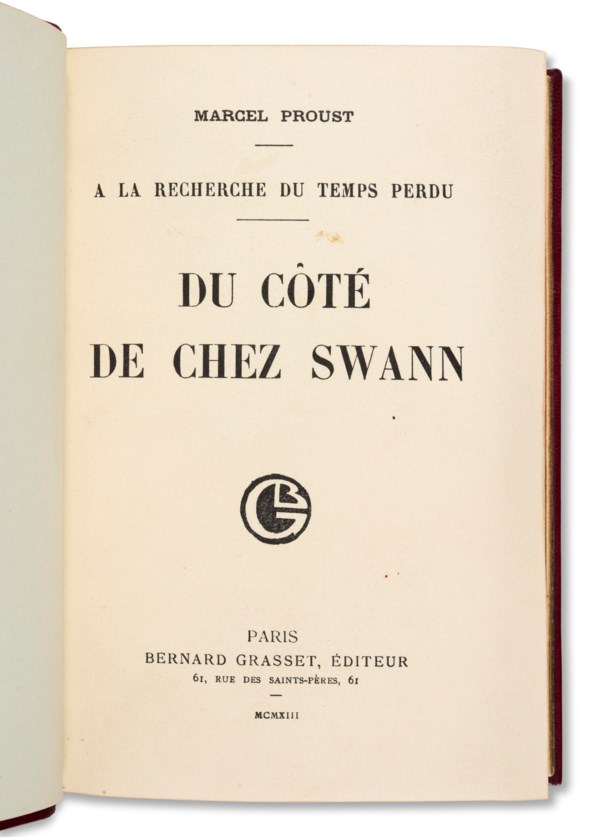 MARCEL PROUST
A LA RECHERCHE DU TEMPS PERDU
DU CÔTÉ
DE CHEZ SWANN
BG
PARIS
BERNARD GRASSET, ÉDITEUR
61, RUE DES SAINTS-PÈRES, 61
MCMXIII